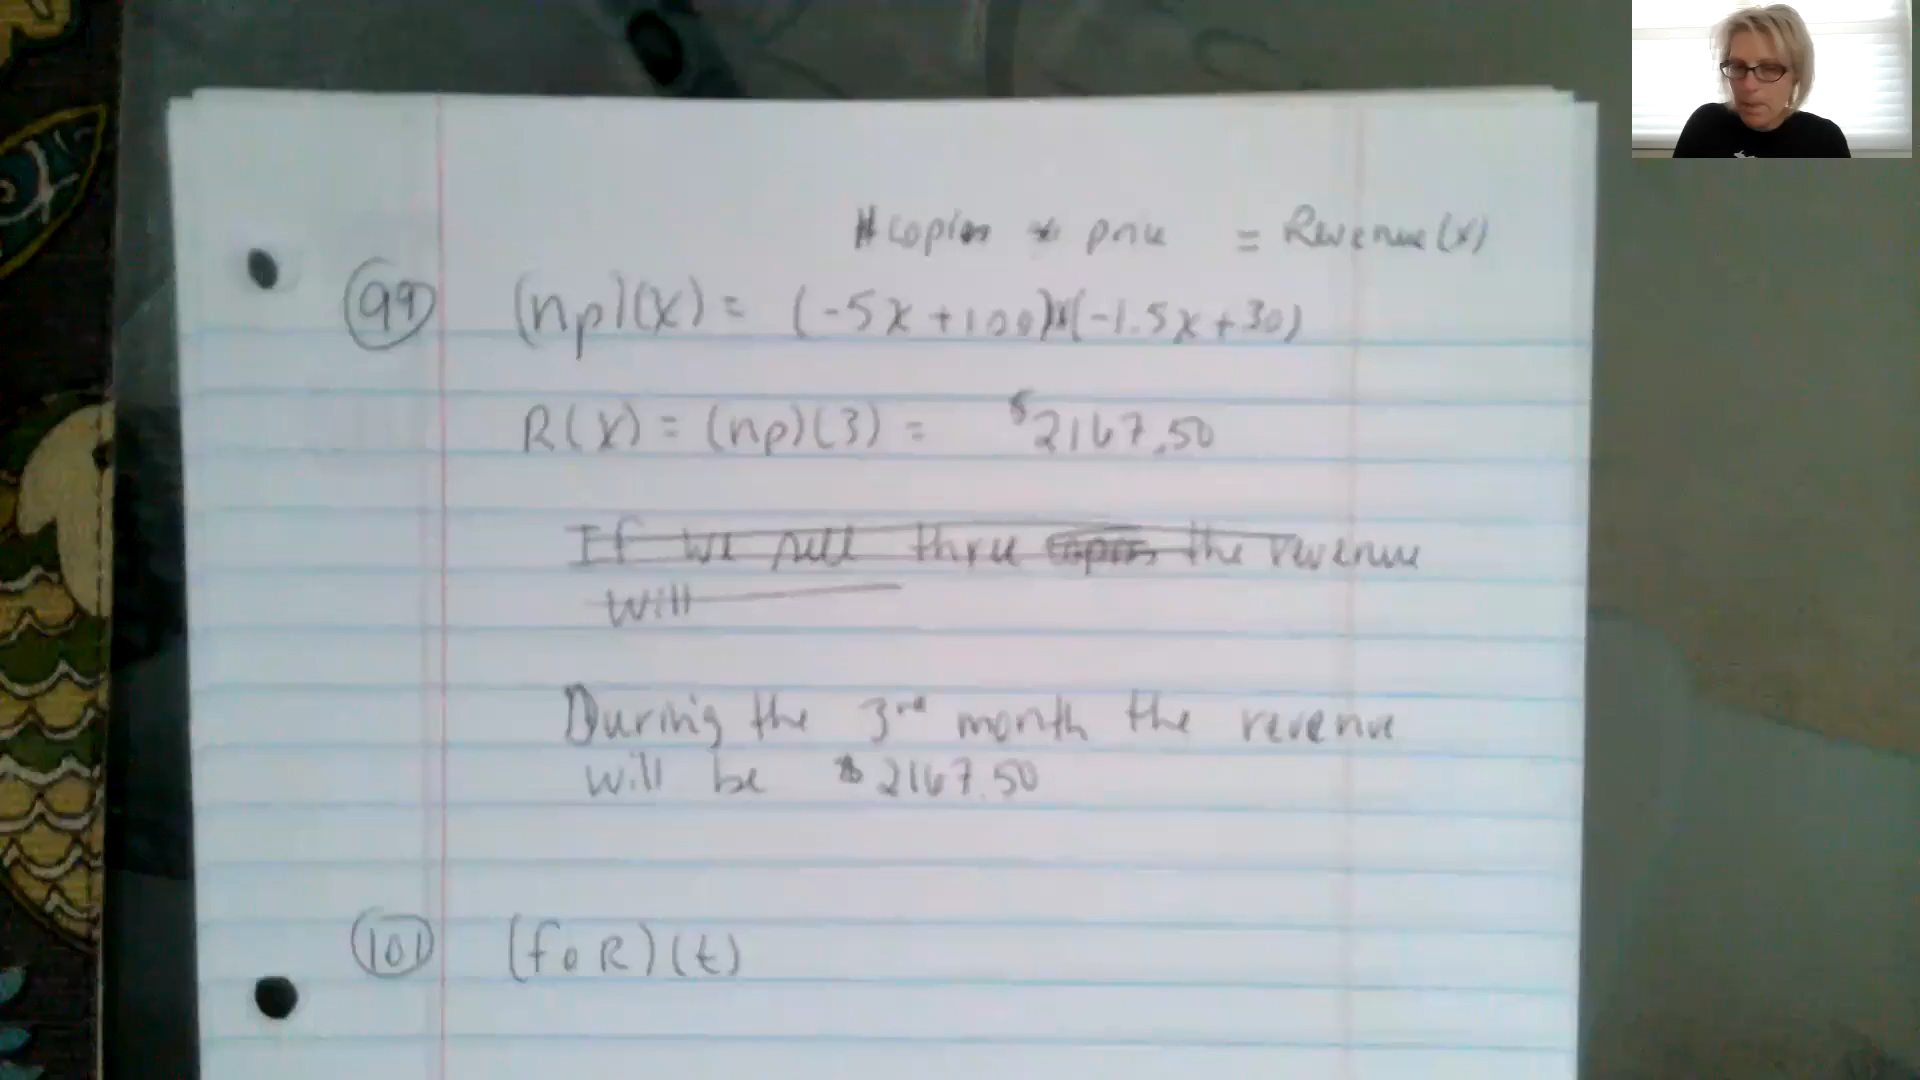 # copies * price = Revenue(x)
99 (np)(x) = (-5x+100)*(-1.5x+30)
R(x) = (np)(3) = $2167.50
If we sell three copies the revenue
will
During the 3rd month the revenue
will be $2167.50
101 (f o R)(t)